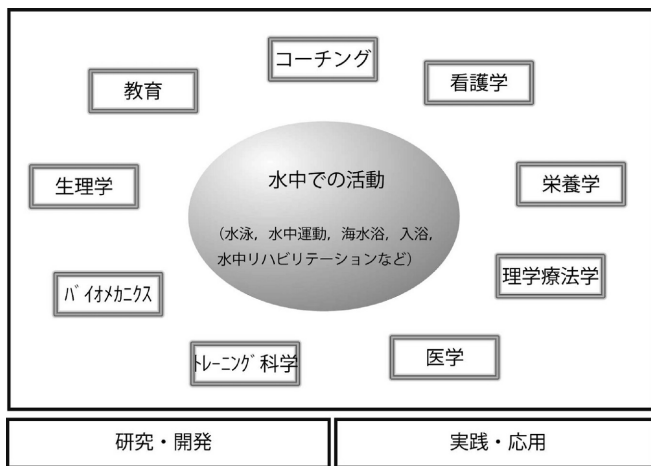 コーチング
教育
看護学
生理学
水中での活動
栄養学
（水泳，水中運動，海水浴，入浴，
水中リハビリテーションなど）
理学療法学
ﾊﾞｲｵﾒｶﾆｸｽ
ﾄﾚｰﾆﾝｸﾞ科学
医学
研究・開発
実践・応用